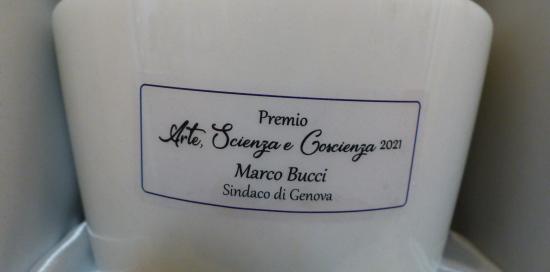 Premio
Arte, Scienza e Coscienza 2021
Marco Bucci
Sindaco di Genova